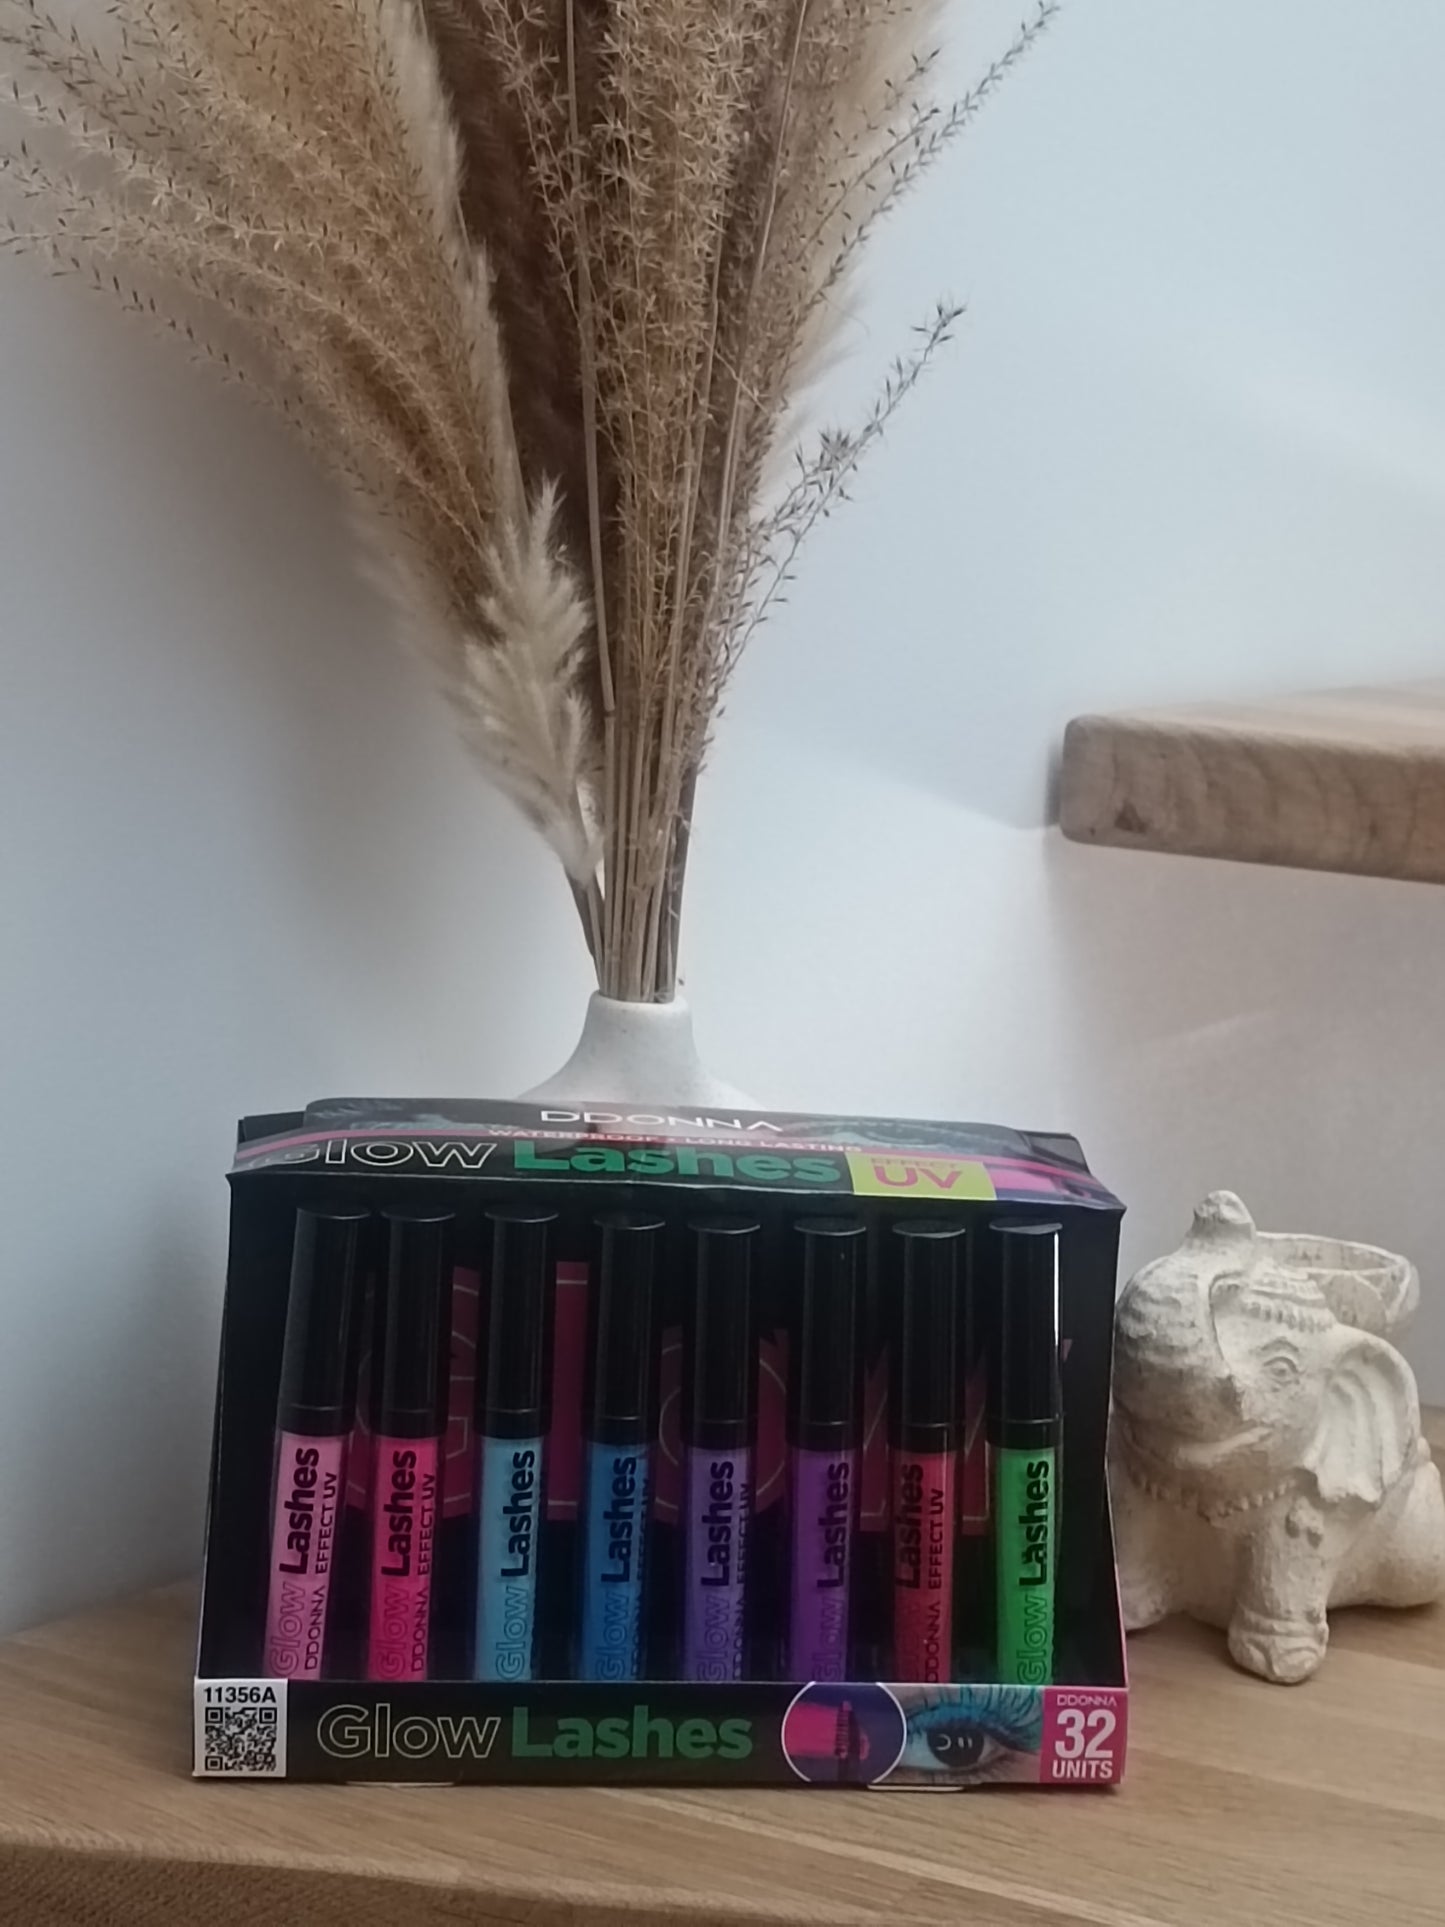 DDONNA
WATERPROOF • LONG LASTING
Glow Lashes
EFFECT
UV
Glow Lashes
DDONNA EFFECT UV
Glow Lashes
DDONNA EFFECT UV
Glow Lashes
Glow Lashes
Glow Lashes
Glow Lashes
Glow Lashes
DDONNA EFFECT UV
Glow Lashes
11356A
Glow Lashes
DDONNA
32
UNITS